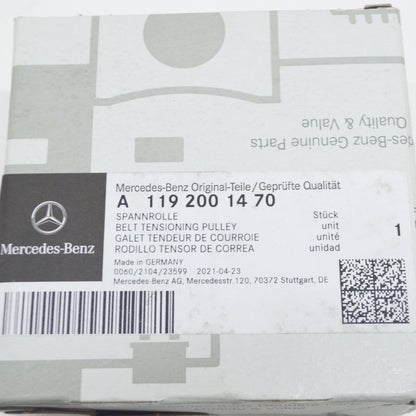 Mercedes-Benz Genuine Parts
Quality & Value
Mercedes-Benz
Mercedes-Benz Original-Teile/Geprüfte Qualität
A 119 200 14 70
SPANNROLLE Stück
BELT TENSIONING PULLEY unit
GALET TENDEUR DE COURROIE unité 1
RODILLO TENSOR DE CORREA unidad
Made in GERMANY
0060/2104/23599 2021-04-23
Mercedes-Benz AG, Mercedesstr.120, 70372 Stuttgart, DE